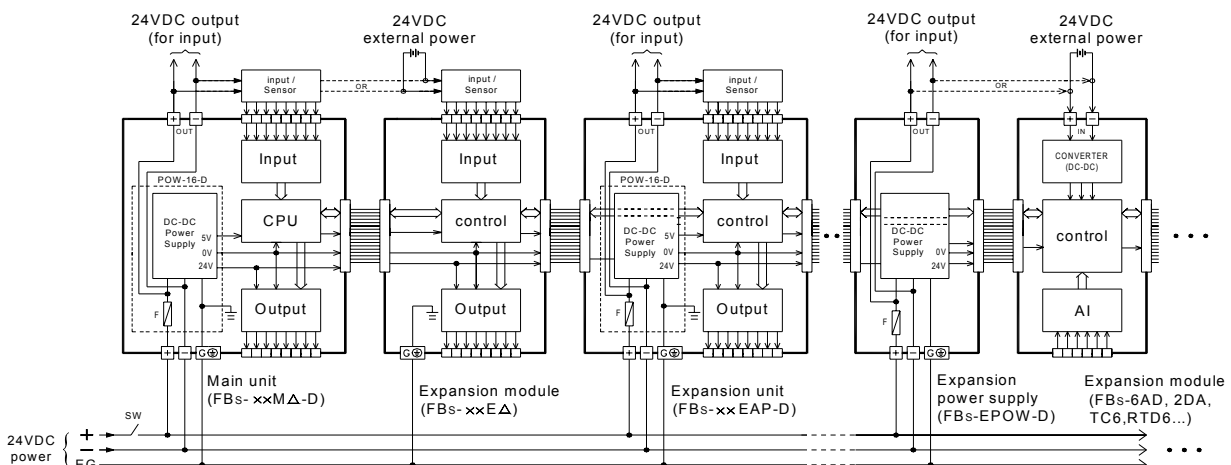 24VDC output
(for input)
24VDC
external power
24VDC output
(for input)
24VDC output
(for input)
24VDC
external power
input /
Sensor
OR
input /
Sensor
input /
Sensor
OR
+ −
OUT
+ −
OUT
+ −
OUT
+ −
IN
POW-16-D
Input
Input
POW-16-D
Input
CONVERTER
(DC-DC)
DC-DC
Power
Supply
5V
0V
24V
CPU
control
DC-DC
Power
Supply
5V
0V
24V
control
DC-DC
Power
Supply
5V
0V
24V
control
F
Output
Output
F
Output
F
AI
+ − G
G
+ − G
+ − G
Main unit
(FBs-××M△-D)
Expansion module
(FBs-××E△)
Expansion unit
(FBs-××EAP-D)
Expansion
power supply
(FBs-EPOW-D)
Expansion module
(FBs-6AD, 2DA,
TC6,RTD6...)
SW
24VDC
power
+
−
EG